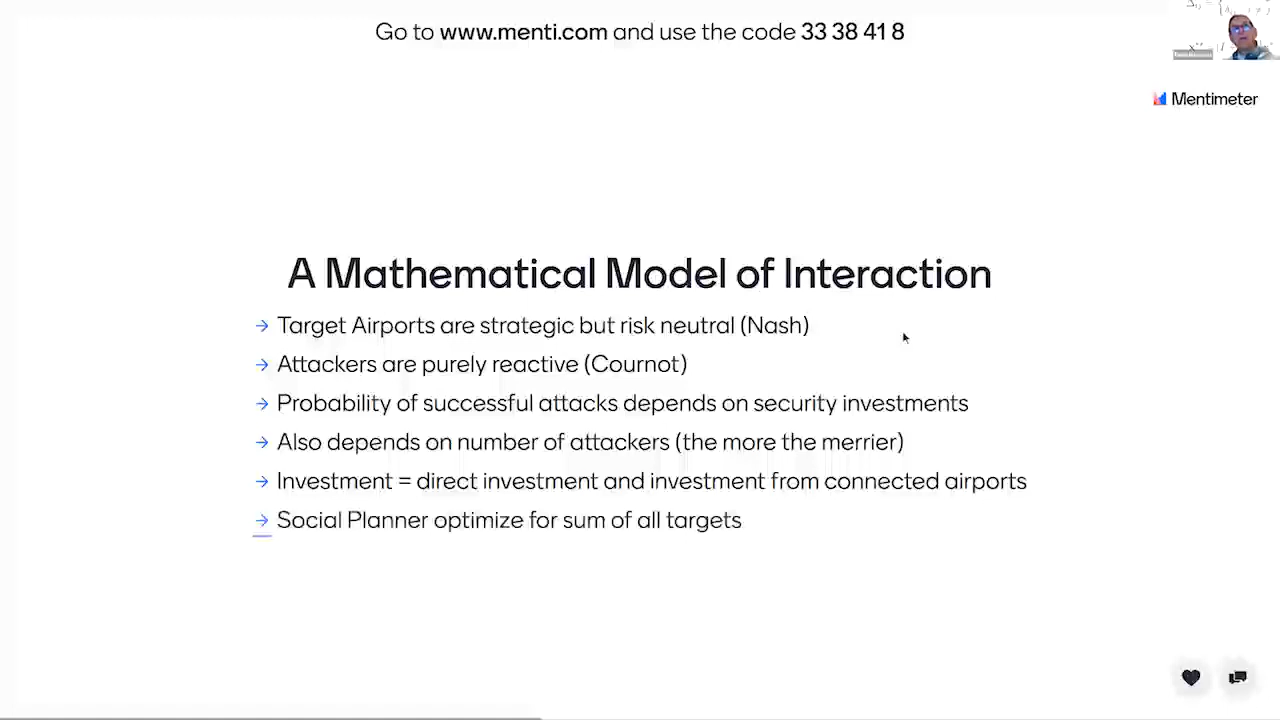 Go to www.menti.com and use the code 33 38 41 8
Mentimeter
A Mathematical Model of Interaction
→ Target Airports are strategic but risk neutral (Nash)
→ Attackers are purely reactive (Cournot)
→ Probability of successful attacks depends on security investments
→ Also depends on number of attackers (the more the merrier)
→ Investment = direct investment and investment from connected airports
→ Social Planner optimize for sum of all targets